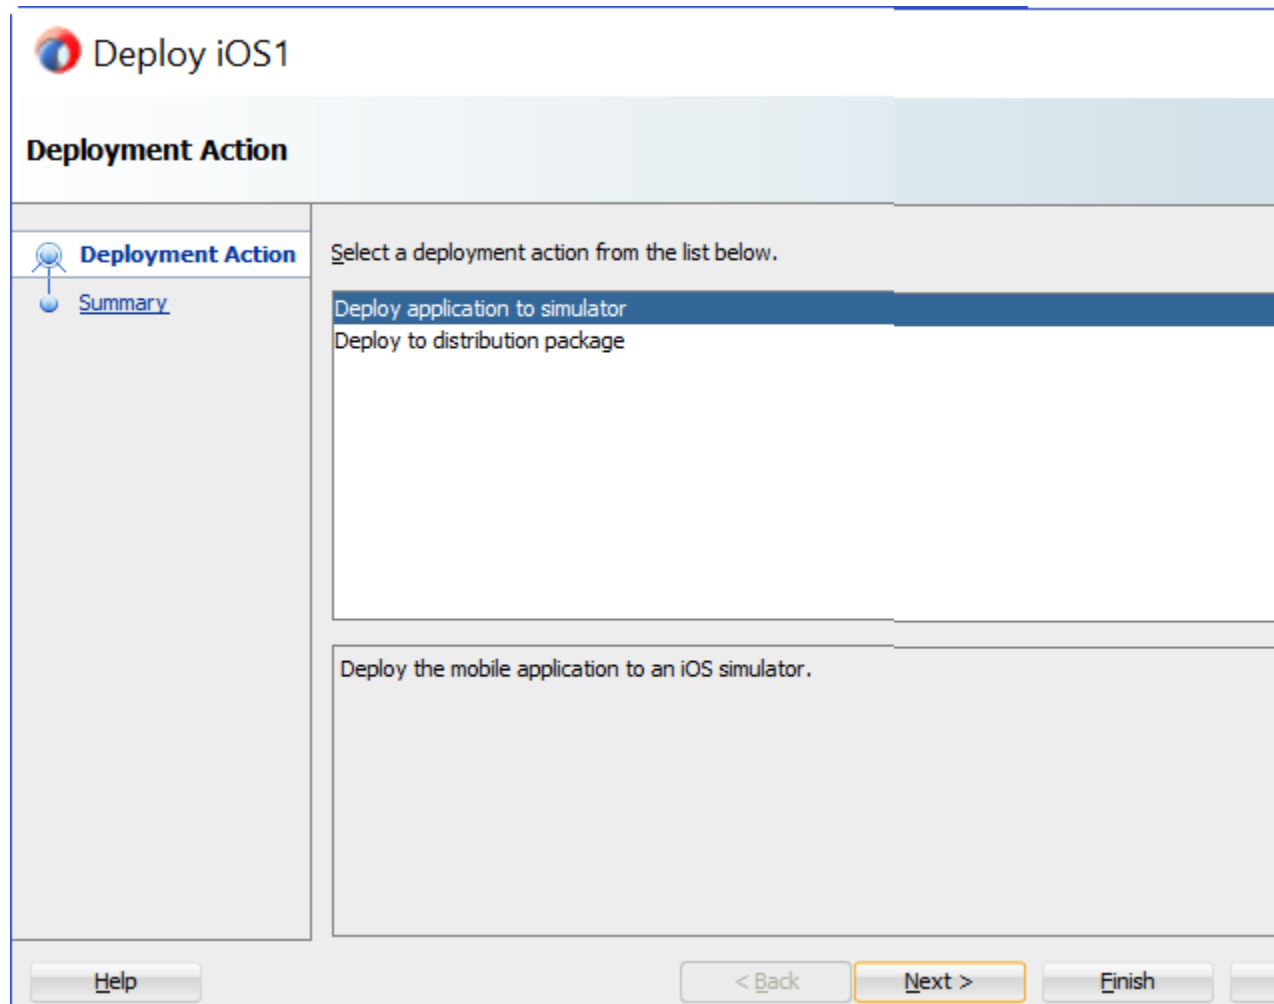 Deploy iOS1
Deployment Action
Deployment Action
Summary
Select a deployment action from the list below.
Deploy application to simulator
Deploy to distribution package
Deploy the mobile application to an iOS simulator.
Help
< Back
Next >
Finish